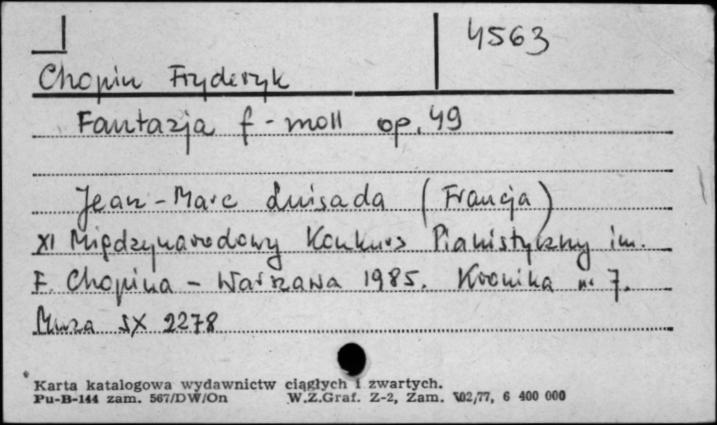 4563
Chopin Fryderyk
Fantazja f-moll op. 49
Jean-Marc Luisada (Francja)
XI Międzynarodowy Konkurs Pianistyczny im.
F. Chopina - Warszawa 1985. Kronika nr 7.
Muza SX 2278
Karta katalogowa wydawnictw ciągłych i zwartych.
Pu-B-144 zam. 567/DW/On W.Z.Graf. Z-2, Zam. 102/77, 6 400 000